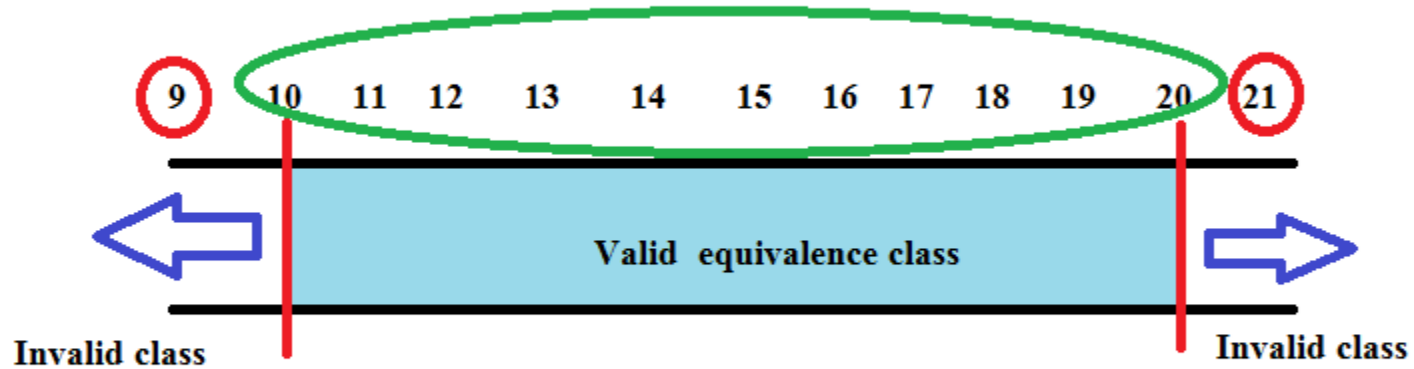 9 10 11 12 13 14 15 16 17 18 19 20 21
Valid equivalence class
Invalid class
Invalid class